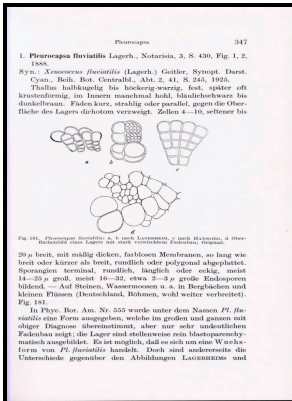 Pleurocapsa 347
1. Pleurocapsa fluviatilis Lagerh., Notarisia, 3, S. 430, Fig. 1, 2,
1888.
Syn.: Xenococcus fluviatilis (Lagerh.) Geitler, Synopt. Darst.
Cyan., Beih. Bot. Centralbl., Abt. 2, 41, S. 245, 1925.
Thallus halbkugelig bis höckerig-warzig, fest, später oft
krustenförmig, im Innern manchmal hohl, bläulichschwarz bis
dunkelbraun. Fäden kurz, strahlig oder parallel, gegen die Ober-
fläche des Lagers dichotom verzweigt. Zellen 4—10, seltener bis
a b c
d
Fig. 181. Pleurocapsa fluviatilis; a, b nach LAGERHEIM, c nach HANSGIRG, d Ober-
flächenbild eines Lagers mit stark verwischtem Fadenbau; Original.
20 μ breit, mit mäßig dicken, farblosen Membranen, so lang wie
breit oder kürzer als breit, rundlich oder polygonal abgeplattet.
Sporangien terminal, rundlich, länglich oder eckig, meist
14—25 μ groß, meist 16—32, etwa 2—3 μ große Endosporen
bildend. — Auf Steinen, Wassermoosen u. a. in Bergbächen und
kleinen Flüssen (Deutschland, Böhmen, wohl weiter verbreitet).
Fig. 181.
In Phyc. Bor. Am. Nr. 555 wurde unter dem Namen Pl. flu-
viatilis eine Form ausgegeben, welche im großen und ganzen mit
obiger Diagnose übereinstimmt, aber nur sehr undeutlichen
Fadenbau zeigt; die Lager sind stellenweise rein blastoparenchy-
matisch ausgebildet. Es ist möglich, daß es sich um eine Wuchs-
form von Pl. fluviatilis handelt. Doch sind andererseits die
Unterschiede gegenüber den Abbildungen LAGERHEIMs und